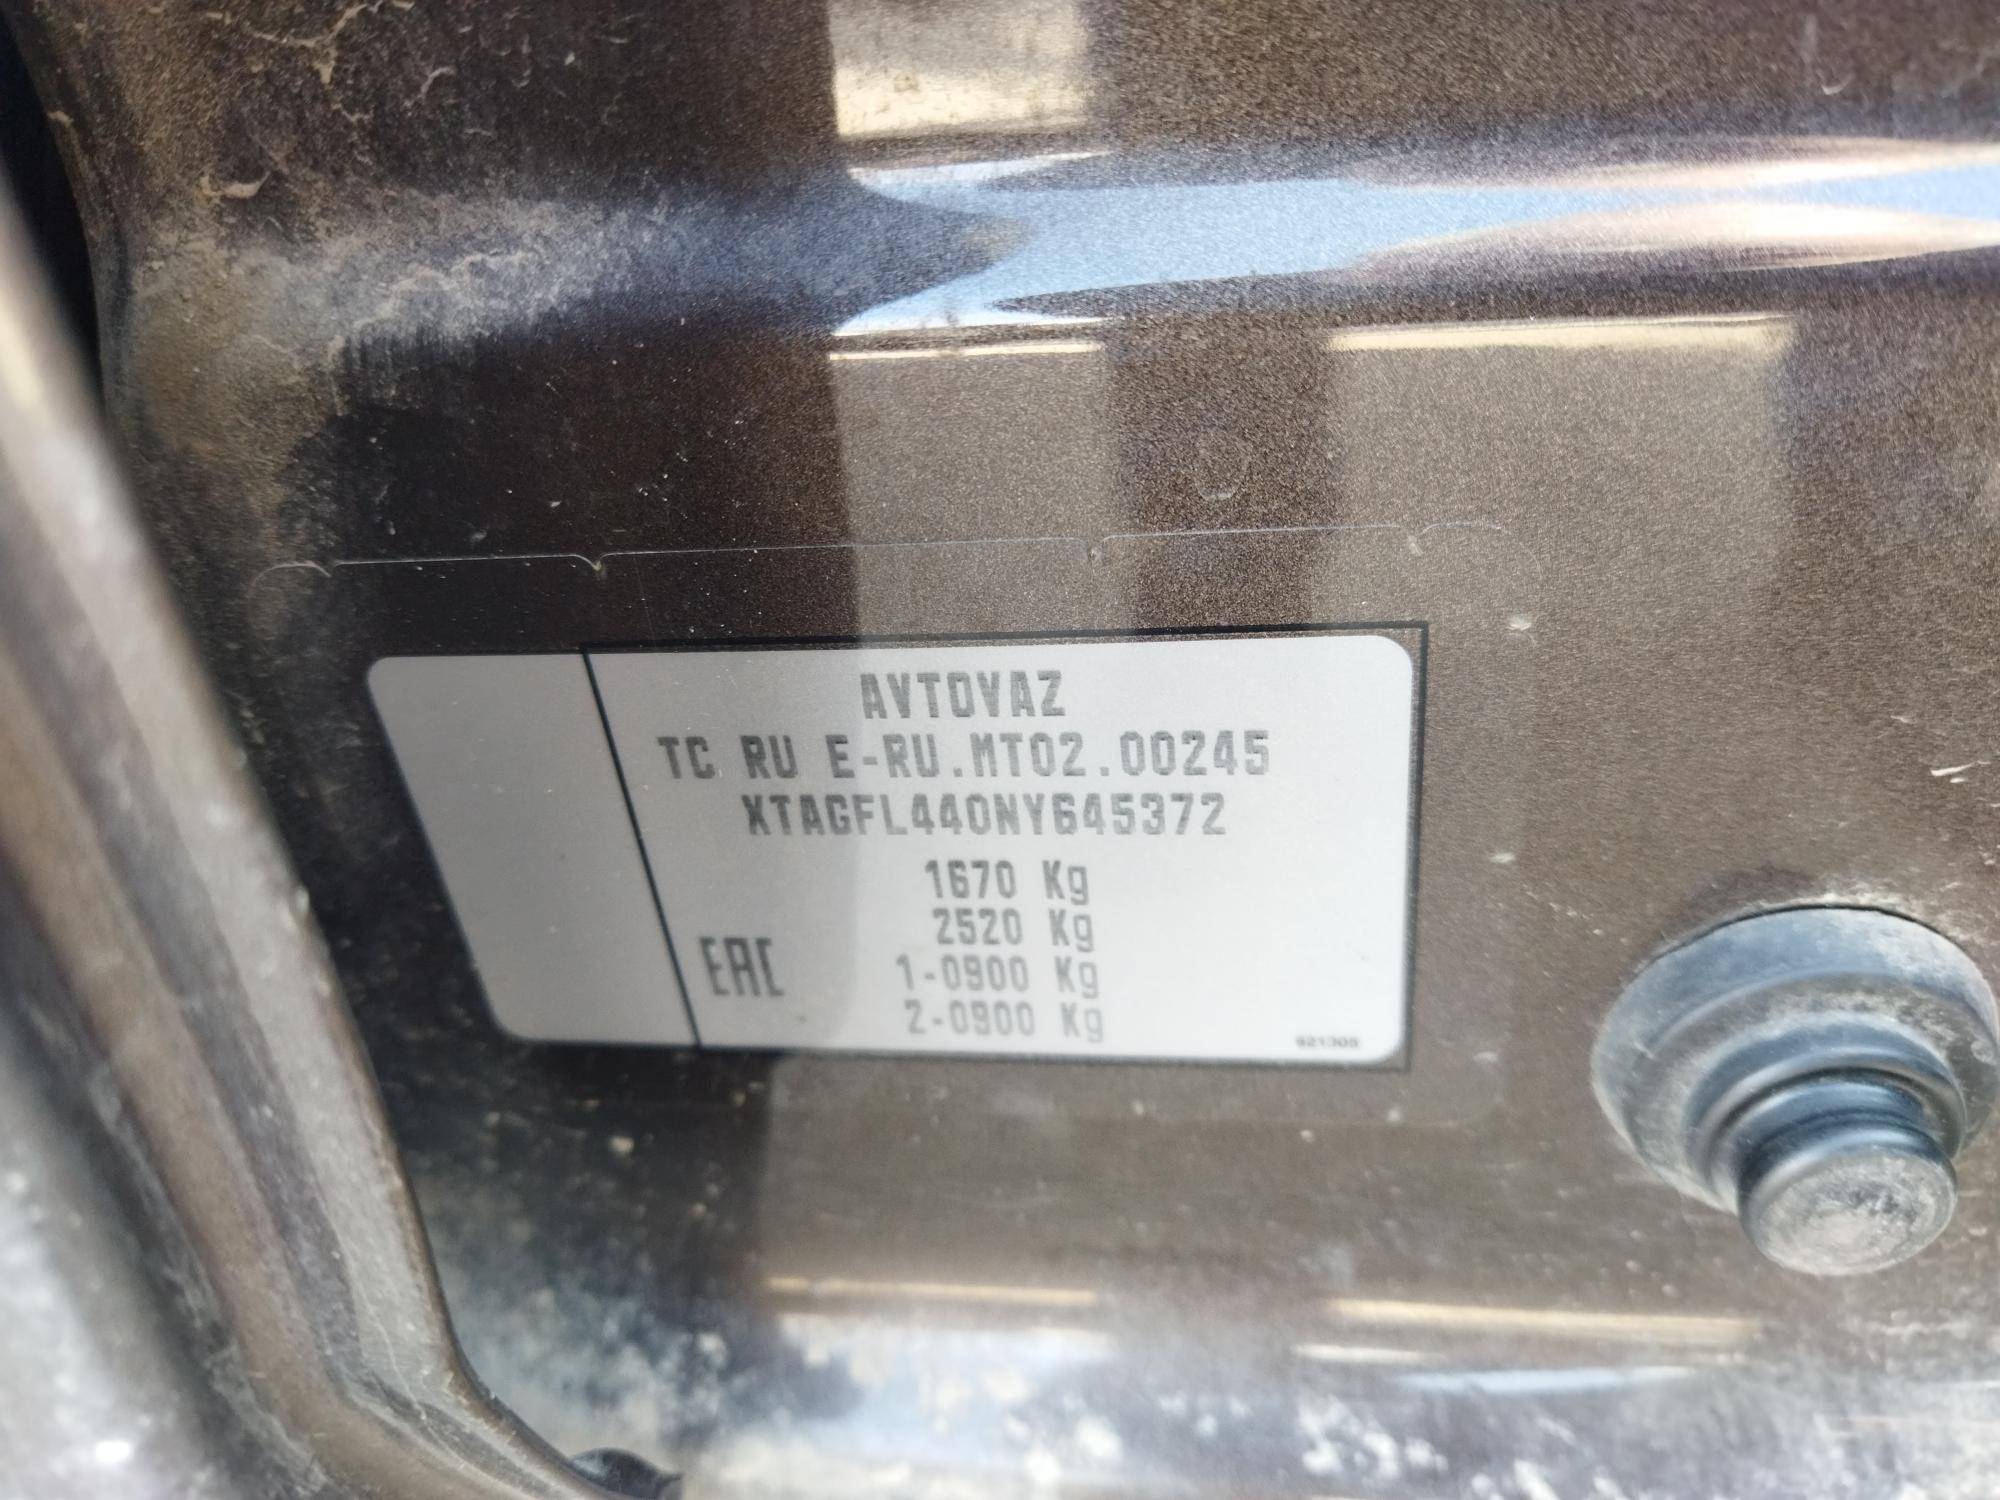 AVTOVAZ
TC RU E-RU.MT02.00245
XTAGFL440NY645372
1670 Kg
2520 Kg
1-0900 Kg
2-0900 Kg
EAC